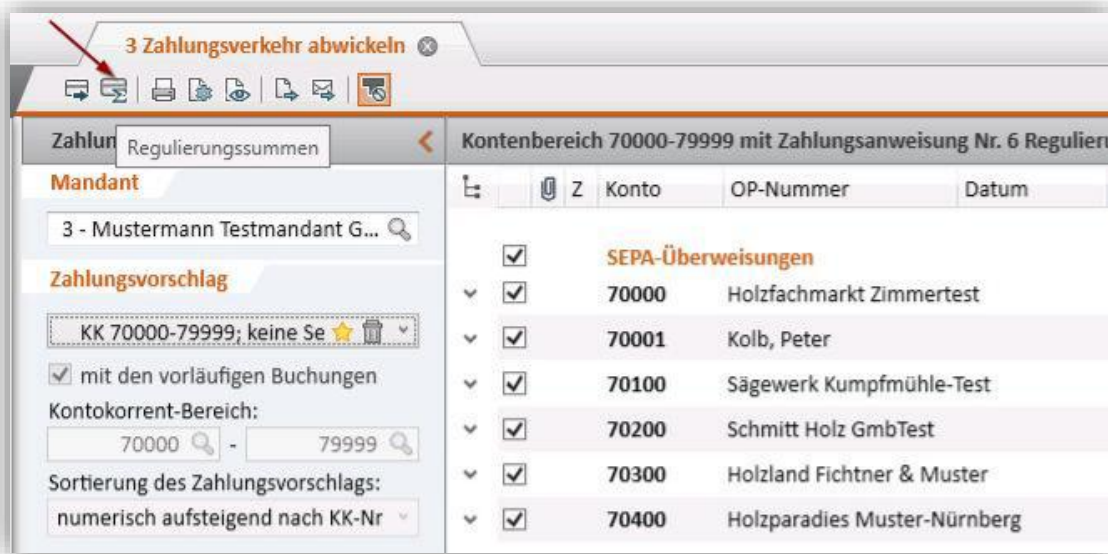 3 Zahlungsverkehr abwickeln
Regulierungssummen
Mandant
3 - Mustermann Testmandant G...
Zahlungsvorschlag
KK 70000-79999; keine Se
mit den vorläufigen Buchungen
Kontokorrent-Bereich:
70000 - 79999
Sortierung des Zahlungsvorschlags:
numerisch aufsteigend nach KK-Nr
Kontenbereich 70000-79999 mit Zahlungsanweisung Nr. 6
Z Konto OP-Nummer Datum
SEPA-Überweisungen
70000 Holzfachmarkt Zimmertest
70001 Kolb, Peter
70100 Sägewerk Kumpfmühle-Test
70200 Schmitt Holz GmbTest
70300 Holzland Fichtner & Muster
70400 Holzparadies Muster-Nürnberg